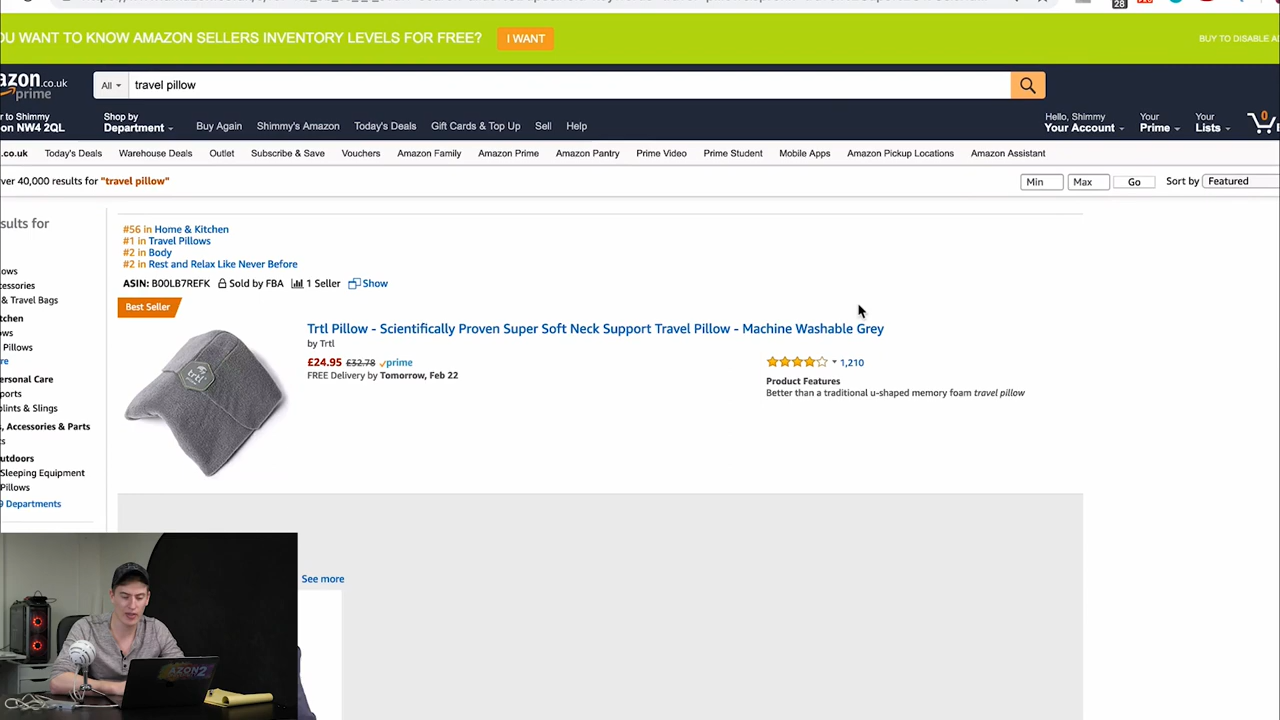 OU WANT TO KNOW AMAZON SELLERS INVENTORY LEVELS FOR FREE? I WANT BUY TO DISABLE A
azon.co.uk
prime
All travel pillow
r to Shimmy
on NW4 2QL
Shop by
Department
Buy Again Shimmy's Amazon Today's Deals Gift Cards & Top Up Sell Help
Hello, Shimmy
Your Account
Your
Prime
Your
Lists
0
28
.co.uk Today's Deals Warehouse Deals Outlet Subscribe & Save Vouchers Amazon Family Amazon Prime Amazon Pantry Prime Video Prime Student Mobile Apps Amazon Pickup Locations Amazon Assistant
ver 40,000 results for "travel pillow" Min Max Go Sort by Featured
sults for
ows
cessories
& Travel Bags
tchen
ws
Pillows
re
ersonal Care
ports
plints & Slings
, Accessories & Parts
ts
utdoors
Sleeping Equipment
Pillows
9 Departments
#56 in Home & Kitchen
#1 in Travel Pillows
#2 in Body
#2 in Rest and Relax Like Never Before
ASIN: B00LB7REFK Sold by FBA 1 Seller Show
Best Seller
trtl
Trtl Pillow - Scientifically Proven Super Soft Neck Support Travel Pillow - Machine Washable Grey
by Trtl
£24.95 £32.78 prime
FREE Delivery by Tomorrow, Feb 22
1,210
Product Features
Better than a traditional u-shaped memory foam travel pillow
See more
AZON2